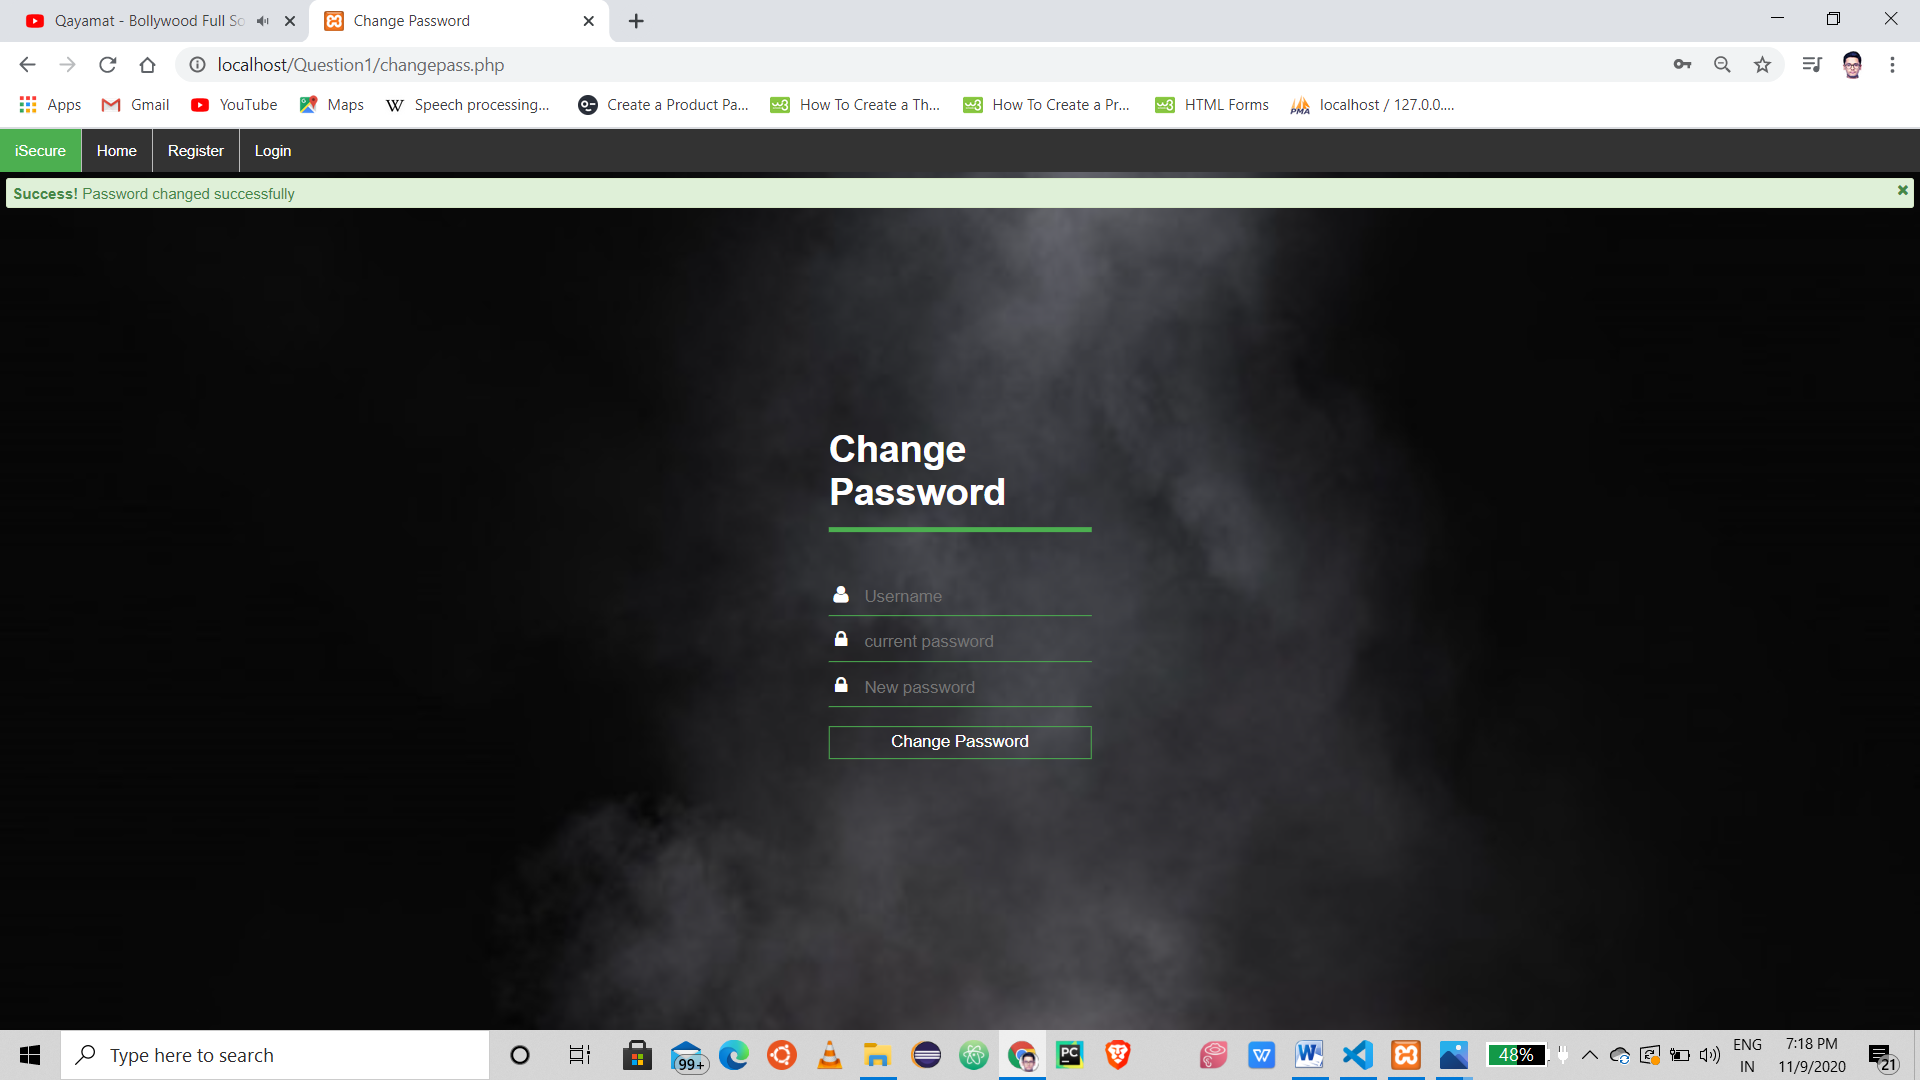 Qayamat - Bollywood Full So
Change Password
localhost/Question1/changepass.php
Apps
Gmail
YouTube
Maps
W
Speech processing...
Create a Product Pa...
How To Create a Th...
How To Create a Pr...
HTML Forms
PMA
localhost / 127.0.0....
iSecure
Home
Register
Login
Success! Password changed successfully
Change
Password
Username
current password
New password
Change Password
Type here to search
99+
PC
W
W
48%
ENG
IN
7:18 PM
11/9/2020
21